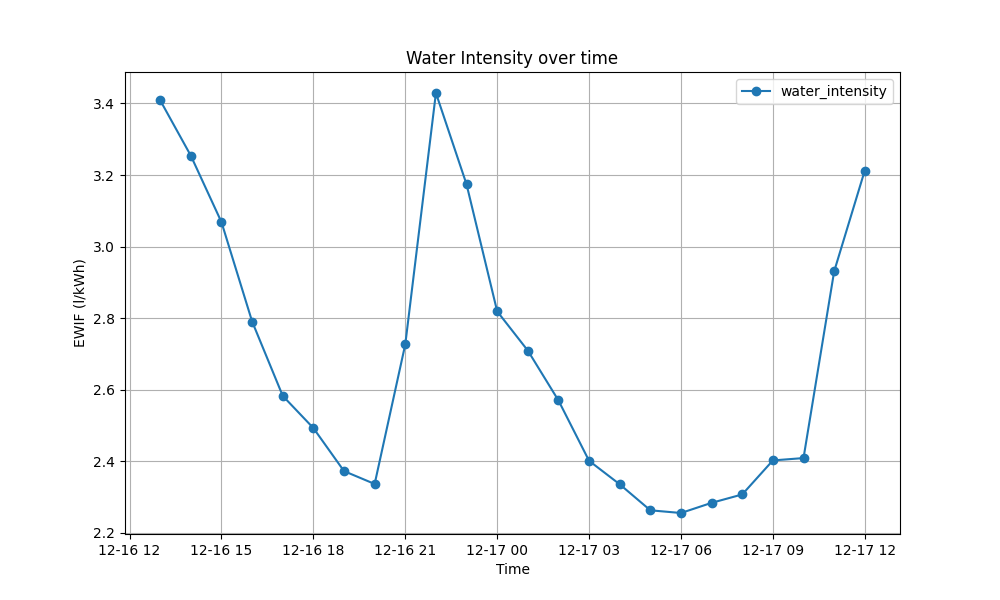 Water Intensity over time
water_intensity
EWIF (l/kWh)
3.4
3.2
3.0
2.8
2.6
2.4
2.2
12-16 12 12-16 15 12-16 18 12-16 21 12-17 00 12-17 03 12-17 06 12-17 09 12-17 12
Time